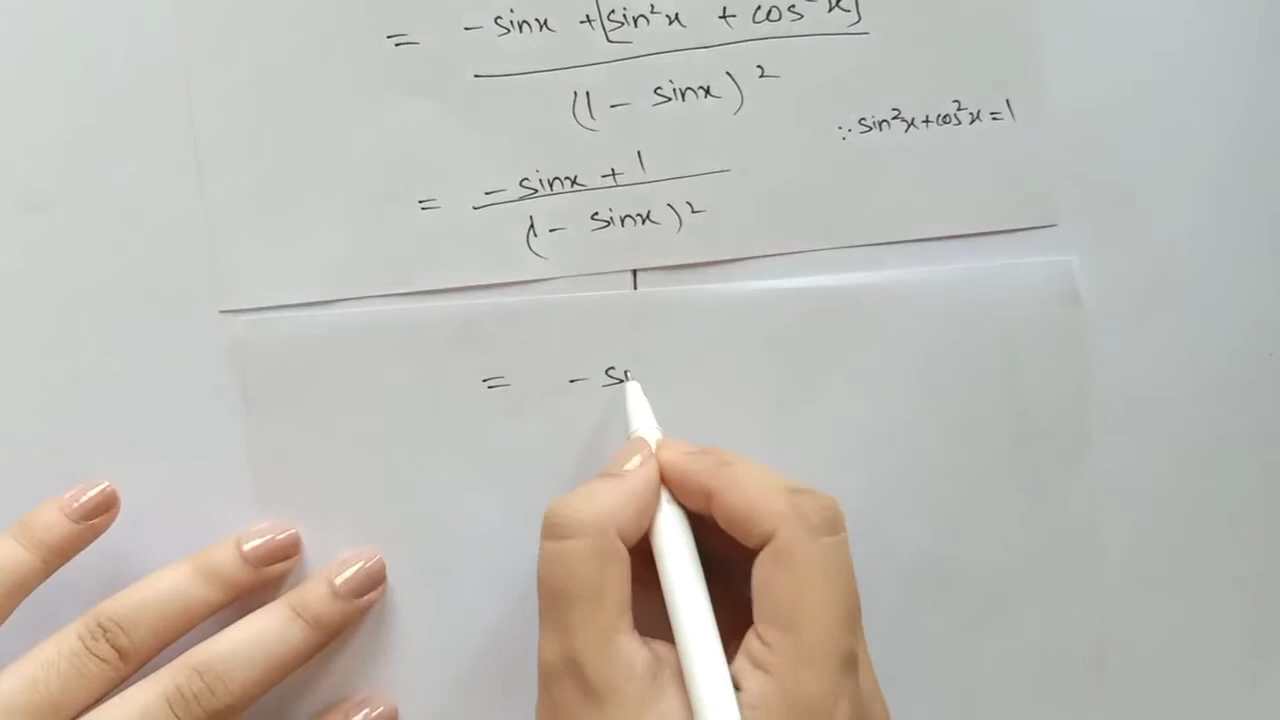 = -sinx + [sin²x + cos²x]
(1 - sinx)²
∵ sin²x + cos²x = 1
= -sinx + 1
(1 - sinx)²
= - s